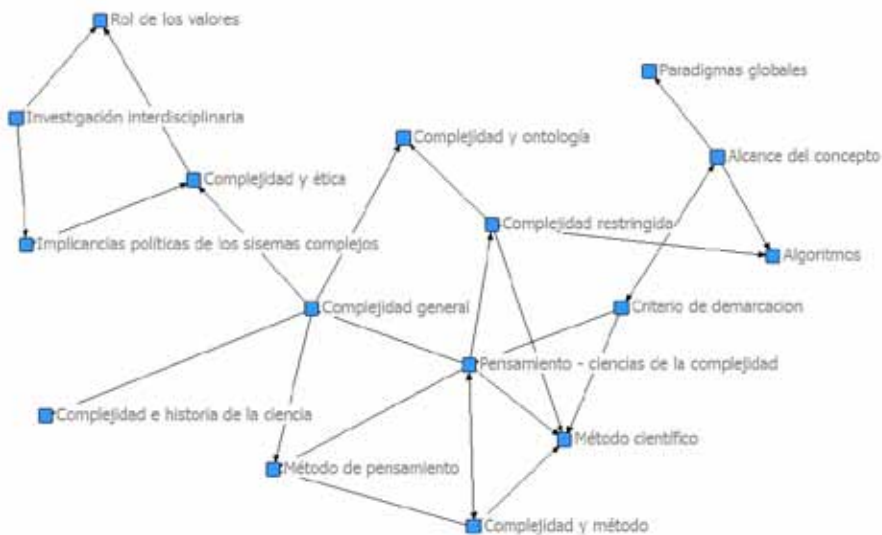 Rol de los valores
Paradigmas globales
Investigación interdisciplinaria
Complejidad y ontología
Alcance del concepto
Complejidad y ética
Complejidad restringida
Implicancias políticas de los sisemas complejos
Algoritmos
Complejidad general
Criterio de demarcacion
Pensamiento - ciencias de la complejidad
Complejidad e historia de la ciencia
Método científico
Método de pensamiento
Complejidad y método